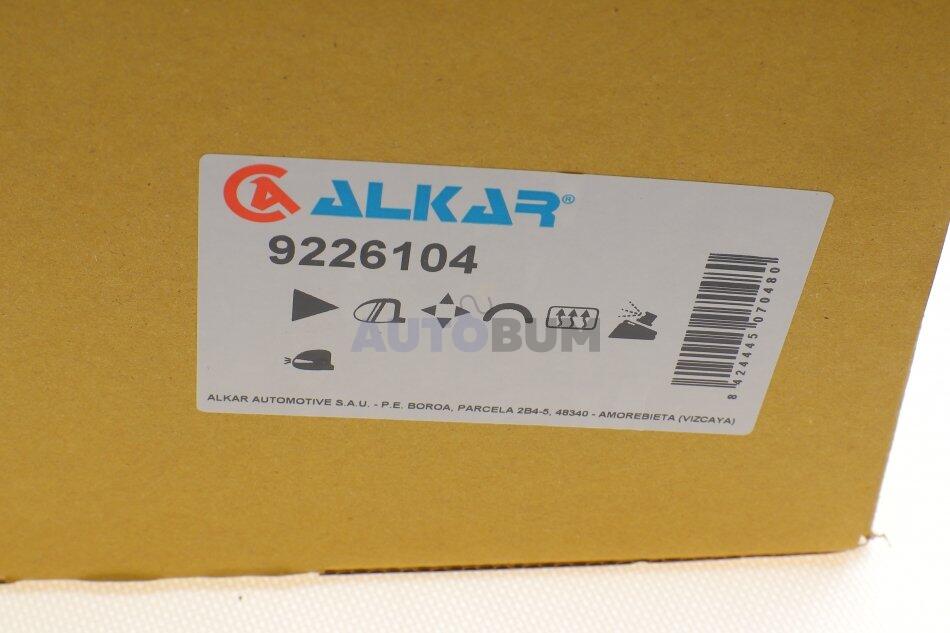 ALKAR®
9226104
AUTOBUM
8 424445 070480
ALKAR AUTOMOTIVE S.A.U. - P.E. BOROA, PARCELA 2B4-5, 48340 - AMOREBIETA (VIZCAYA)